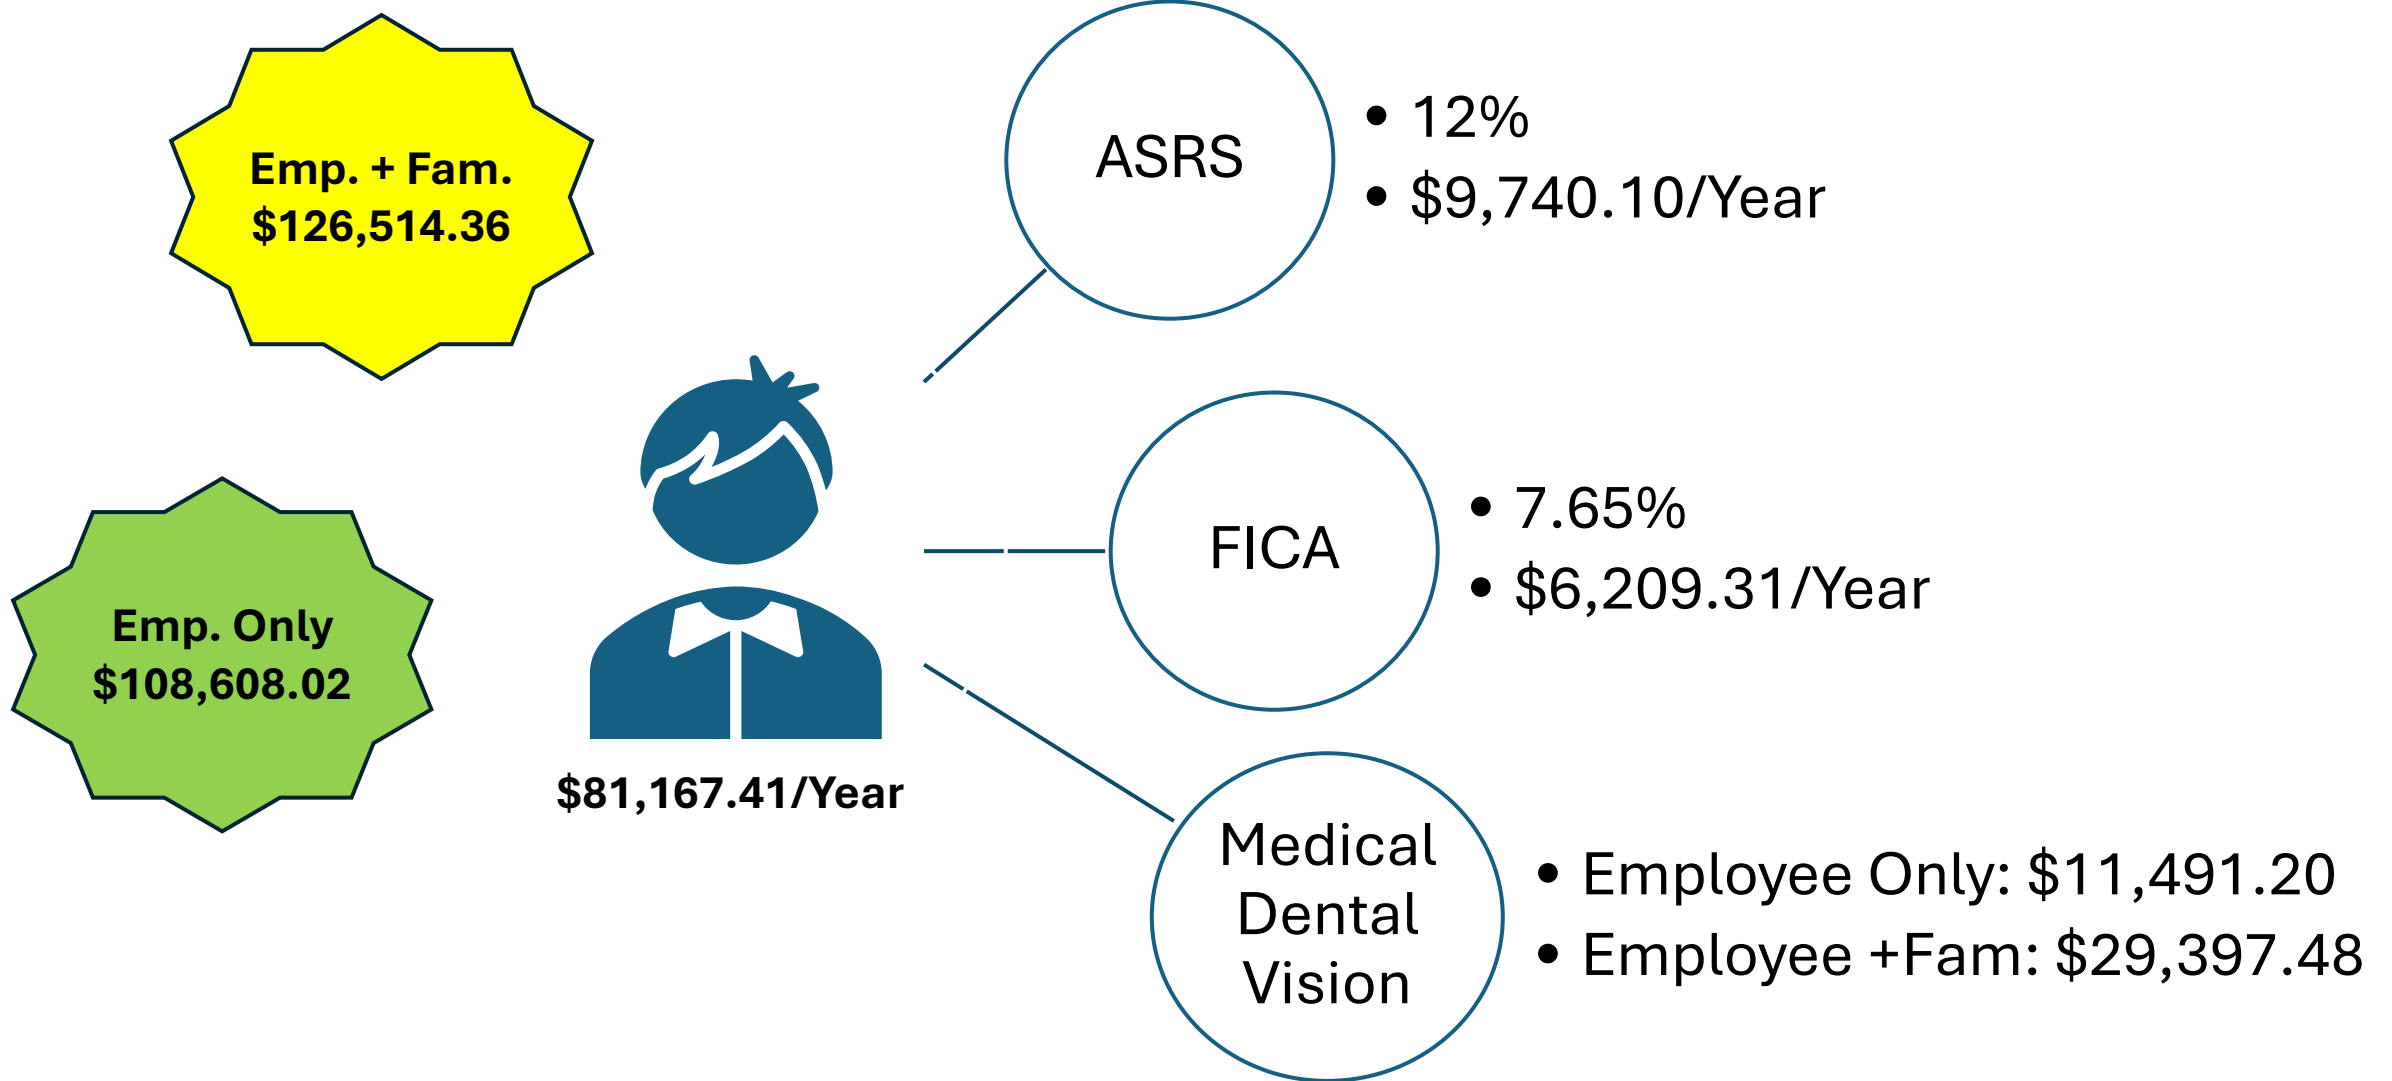 Emp. + Fam.
$126,514.36
Emp. Only
$108,608.02
$81,167.41/Year
ASRS
• 12%
• $9,740.10/Year
FICA
• 7.65%
• $6,209.31/Year
Medical
Dental
Vision
• Employee Only: $11,491.20
• Employee +Fam: $29,397.48